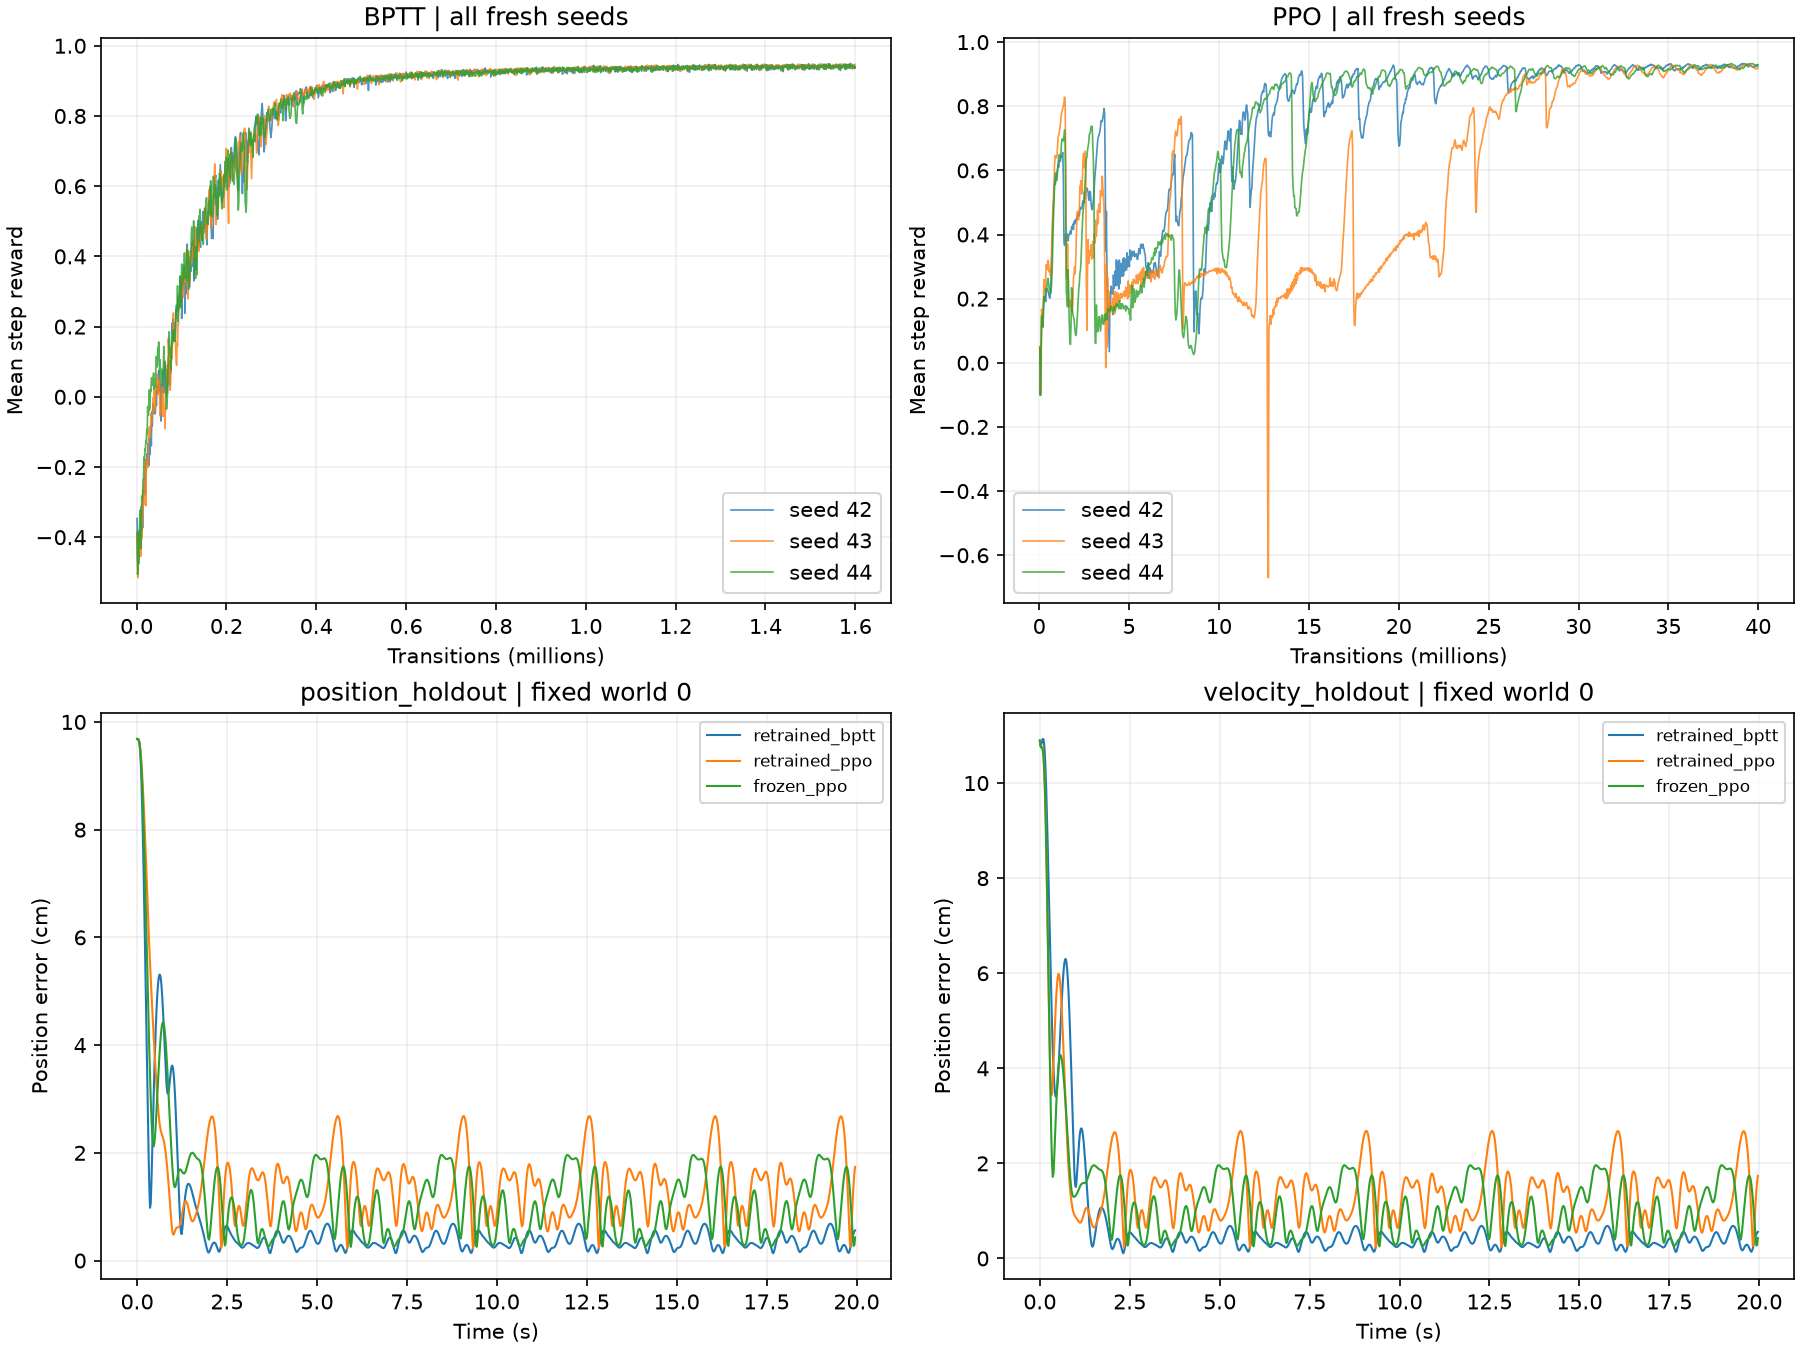 BPTT | all fresh seeds
Mean step reward
1.0
0.8
0.6
0.4
0.2
0.0
−0.2
−0.4
seed 42
seed 43
seed 44
0.0 0.2 0.4 0.6 0.8 1.0 1.2 1.4 1.6
Transitions (millions)
PPO | all fresh seeds
Mean step reward
1.0
0.8
0.6
0.4
0.2
0.0
−0.2
−0.4
−0.6
seed 42
seed 43
seed 44
0 5 10 15 20 25 30 35 40
Transitions (millions)
position_holdout | fixed world 0
Position error (cm)
10
8
6
4
2
0
retrained_bptt
retrained_ppo
frozen_ppo
0.0 2.5 5.0 7.5 10.0 12.5 15.0 17.5 20.0
Time (s)
velocity_holdout | fixed world 0
Position error (cm)
10
8
6
4
2
0
retrained_bptt
retrained_ppo
frozen_ppo
0.0 2.5 5.0 7.5 10.0 12.5 15.0 17.5 20.0
Time (s)